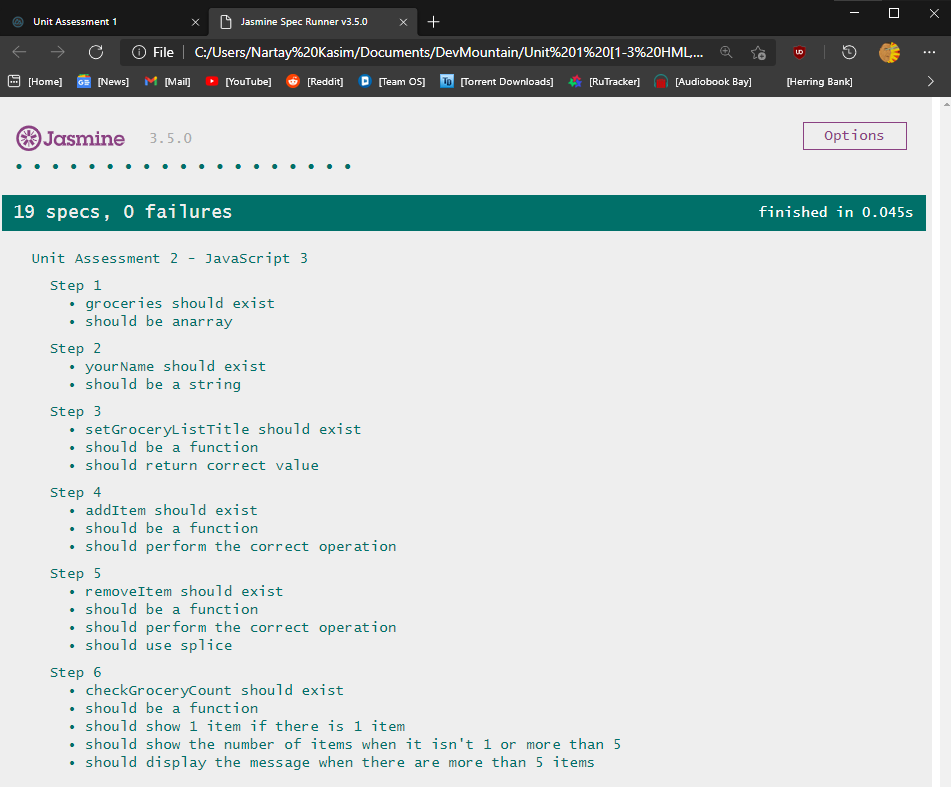 Unit Assessment 1
Jasmine Spec Runner v3.5.0
File
C:/Users/Nartay%20Kasim/Documents/DevMountain/Unit%201%20[1-3%20HML,...
UD
[Home]
GE
[News]
[Mail]
[YouTube]
[Reddit]
[Team OS]
TD
[Torrent Downloads]
[RuTracker]
[Audiobook Bay]
[Herring Bank]
Jasmine
3.5.0
Options
19 specs, 0 failures
finished in 0.045s
Unit Assessment 2 - JavaScript 3
Step 1
• groceries should exist
• should be anarray
Step 2
• yourName should exist
• should be a string
Step 3
• setGroceryListTitle should exist
• should be a function
• should return correct value
Step 4
• addItem should exist
• should be a function
• should perform the correct operation
Step 5
• removeItem should exist
• should be a function
• should perform the correct operation
• should use splice
Step 6
• checkGroceryCount should exist
• should be a function
• should show 1 item if there is 1 item
• should show the number of items when it isn't 1 or more than 5
• should display the message when there are more than 5 items